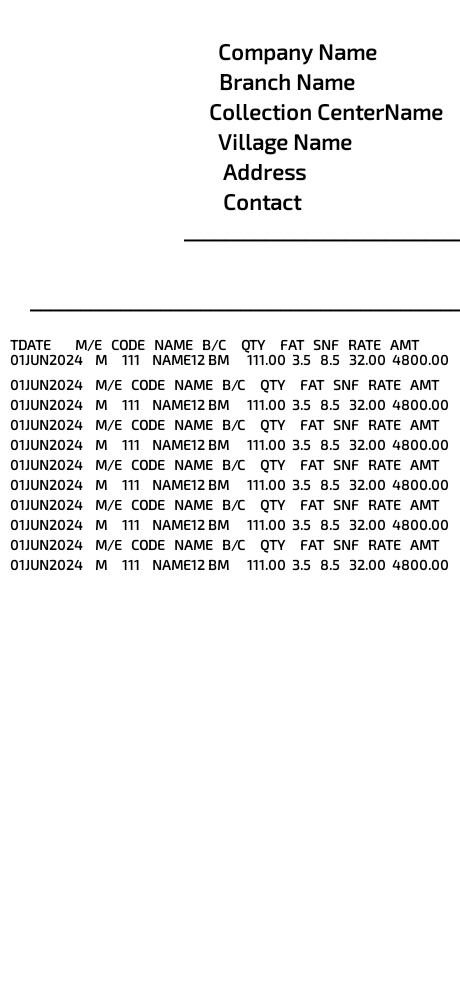 Company Name
Branch Name
Collection CenterName
Village Name
Address
Contact
TDATE M/E CODE NAME B/C QTY FAT SNF RATE AMT
01JUN2024 M 111 NAME12 BM 111.00 3.5 8.5 32.00 4800.00
01JUN2024 M/E CODE NAME B/C QTY FAT SNF RATE AMT
01JUN2024 M 111 NAME12 BM 111.00 3.5 8.5 32.00 4800.00
01JUN2024 M/E CODE NAME B/C QTY FAT SNF RATE AMT
01JUN2024 M 111 NAME12 BM 111.00 3.5 8.5 32.00 4800.00
01JUN2024 M/E CODE NAME B/C QTY FAT SNF RATE AMT
01JUN2024 M 111 NAME12 BM 111.00 3.5 8.5 32.00 4800.00
01JUN2024 M/E CODE NAME B/C QTY FAT SNF RATE AMT
01JUN2024 M 111 NAME12 BM 111.00 3.5 8.5 32.00 4800.00
01JUN2024 M/E CODE NAME B/C QTY FAT SNF RATE AMT
01JUN2024 M 111 NAME12 BM 111.00 3.5 8.5 32.00 4800.00